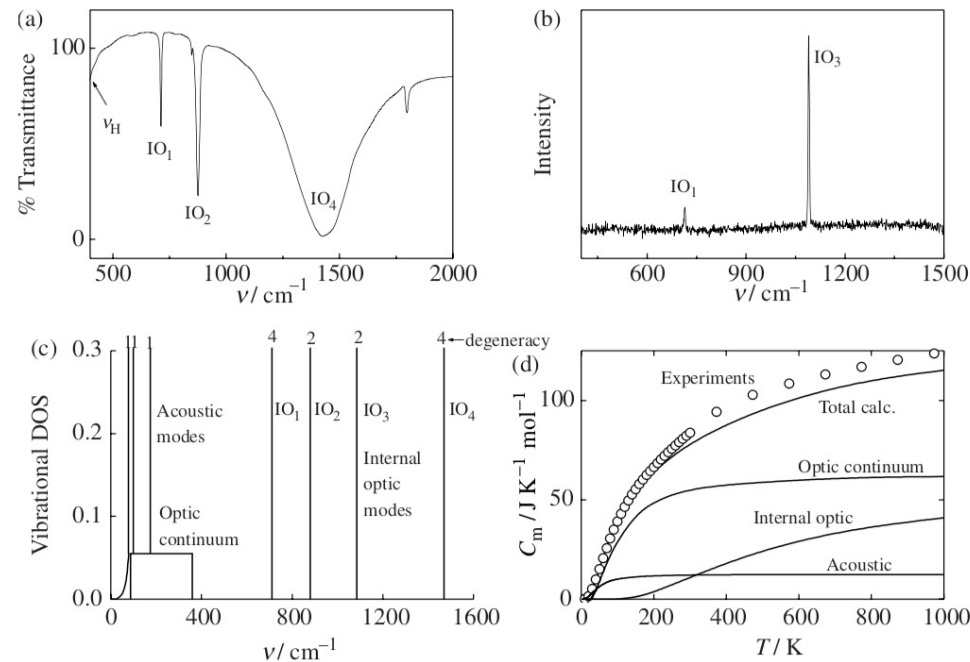 (a)
% Transmittance
100
0
ν_H
IO₁
IO₂
IO₄
500 1000 1500 2000
ν / cm⁻¹
(b)
Intensity
IO₁
IO₃
600 900 1200 1500
ν / cm⁻¹
(c)
Vibrational DOS
0.3
0.2
0.1
0.0
1 1 1 4 2 2 4 degeneracy
IO₁ IO₂ IO₃ IO₄
Acoustic
modes
Internal
optic
modes
Optic
continuum
0 400 800 1200 1600
ν / cm⁻¹
(d)
C_m / J K⁻¹ mol⁻¹
100
50
0
Experiments
Total calc.
Optic continuum
Internal optic
Acoustic
0 200 400 600 800 1000
T / K